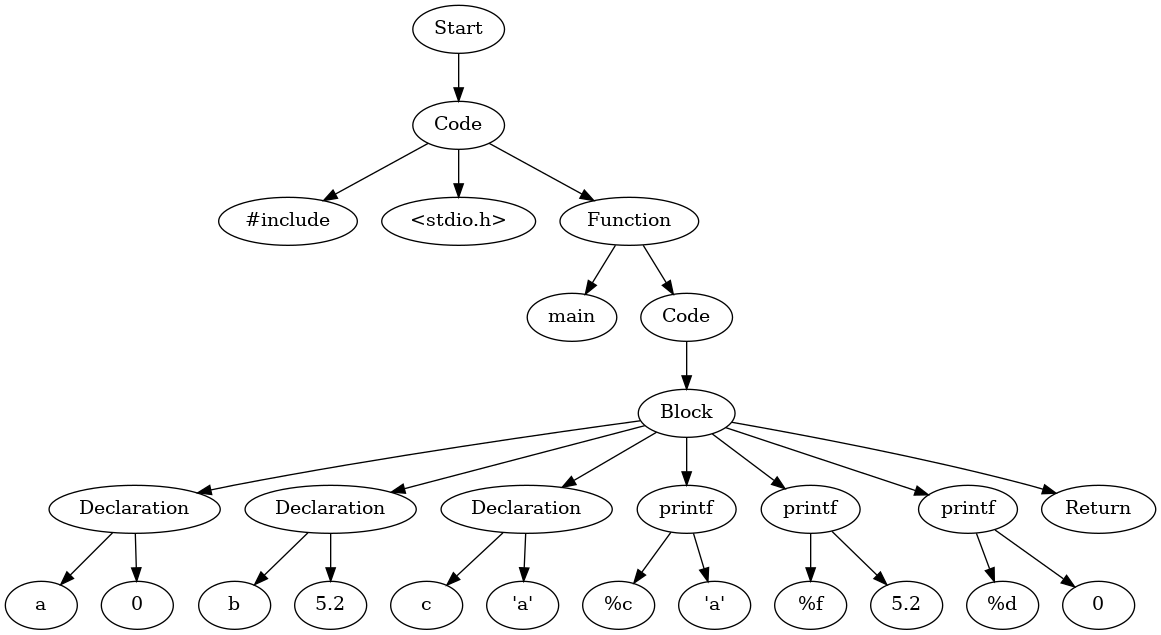 Start
Code
#include
<stdio.h>
Function
main
Code
Block
Declaration
Declaration
Declaration
printf
printf
printf
Return
a
0
b
5.2
c
'a'
%c
'a'
%f
5.2
%d
0